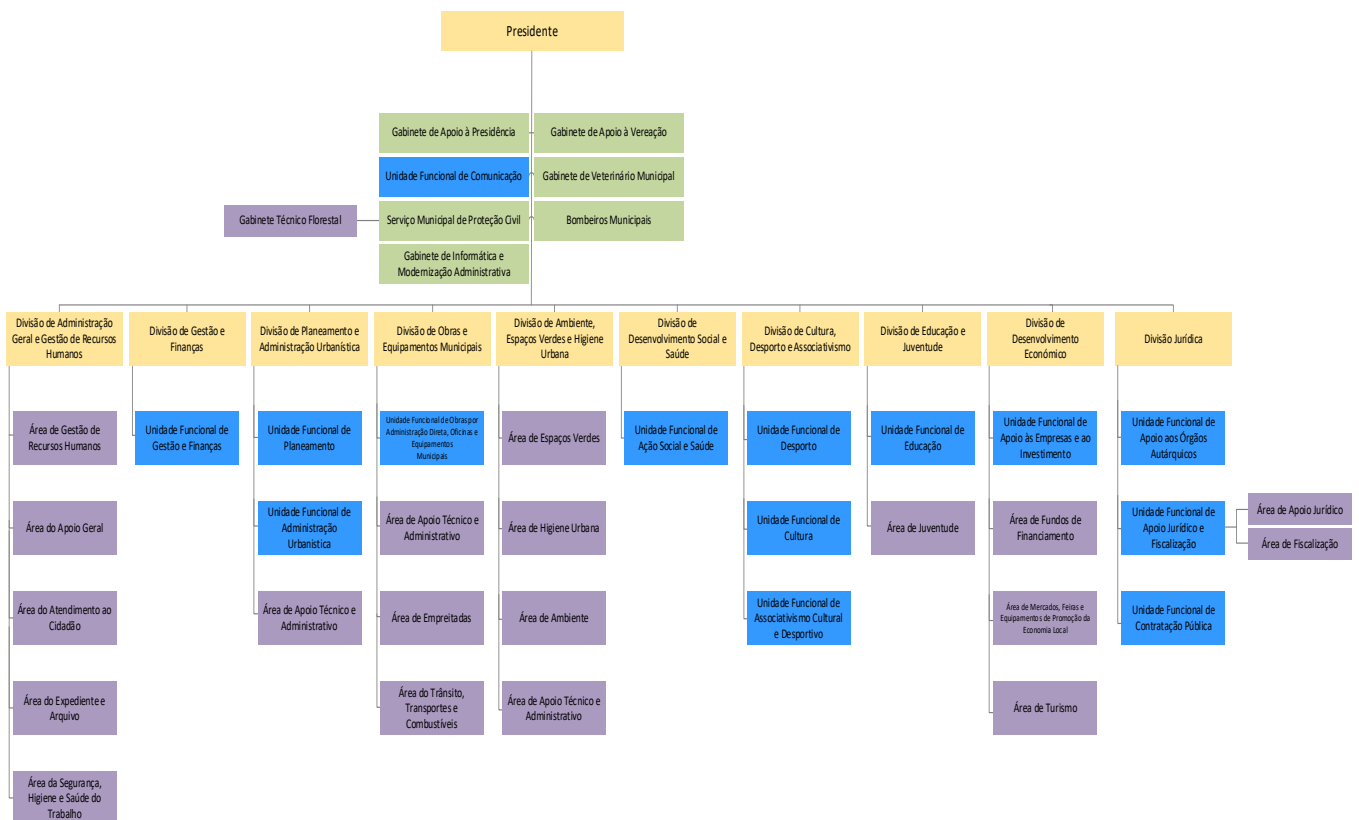 Presidente
Gabinete de Apoio à Presidência
Gabinete de Apoio à Vereação
Unidade Funcional de Comunicação
Gabinete de Veterinário Municipal
Gabinete Técnico Florestal
Serviço Municipal de Proteção Civil
Bombeiros Municipais
Gabinete de Informática e
Modernização Administrativa
Divisão de Administração
Geral e Gestão de Recursos
Humanos
Divisão de Gestão e
Finanças
Divisão de Planeamento e
Administração Urbanística
Divisão de Obras e
Equipamentos Municipais
Divisão de Ambiente,
Espaços Verdes e Higiene
Urbana
Divisão de
Desenvolvimento Social e
Saúde
Divisão de Cultura,
Desporto e Associativismo
Divisão de Educação e
Juventude
Divisão de
Desenvolvimento
Económico
Divisão Jurídica
Área de Gestão de
Recursos Humanos
Unidade Funcional de
Gestão e Finanças
Unidade Funcional de
Planeamento
Unidade Funcional de Obras por
Administração Direta, Oficinas e
Equipamentos
Municipais
Área de Espaços Verdes
Unidade Funcional de
Ação Social e Saúde
Unidade Funcional de
Desporto
Unidade Funcional de
Educação
Unidade Funcional de
Apoio às Empresas e ao
Investimento
Unidade Funcional de
Apoio aos Órgãos
Autárquicos
Área do Apoio Geral
Unidade Funcional de
Administração
Urbanistica
Área de Apoio Técnico e
Administrativo
Área de Higiene Urbana
Unidade Funcional de
Cultura
Área de Juventude
Área de Fundos de
Financiamento
Unidade Funcional de
Apoio Jurídico e
Fiscalização
Área de Apoio Jurídico
Área de Fiscalização
Área do Atendimento ao
Cidadão
Área de Apoio Técnico e
Administrativo
Área de Empreitadas
Área de Ambiente
Unidade Funcional de
Associativismo Cultural
e Desportivo
Área de Mercados, Feiras e
Equipamentos de Promoção da
Economia Local
Unidade Funcional de
Contratação Pública
Área do Expediente e
Arquivo
Área do Trânsito,
Transportes e
Combustíveis
Área de Apoio Técnico e
Administrativo
Área de Turismo
Área da Segurança,
Higiene e Saúde do
Trabalho